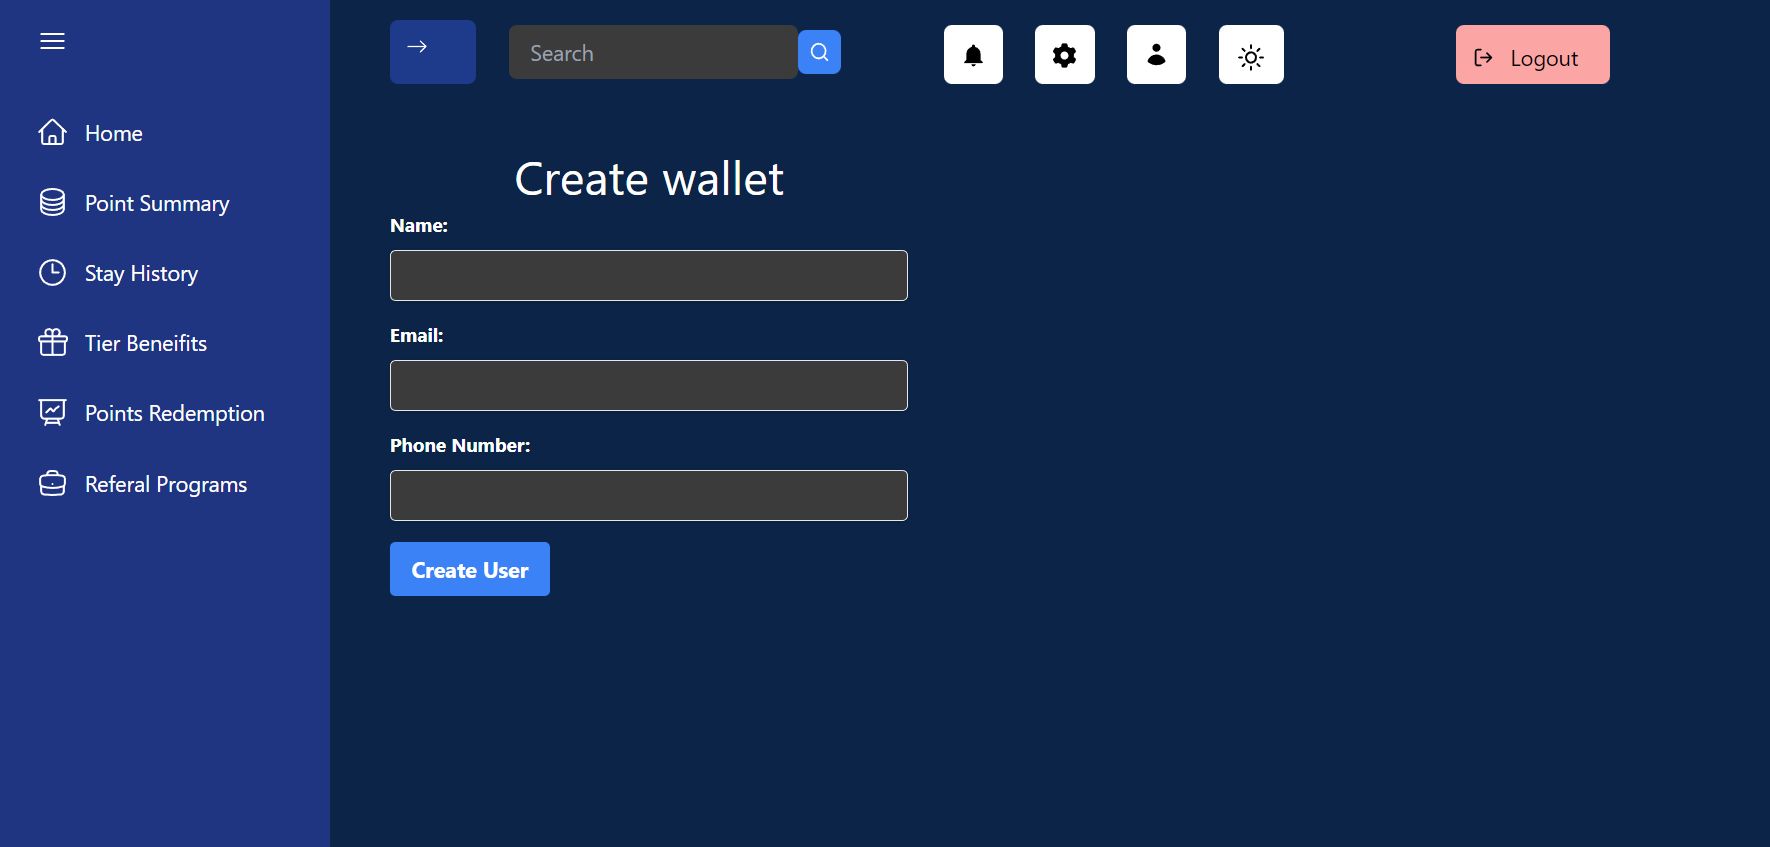 Search
Logout
Home
Point Summary
Stay History
Tier Beneifits
Points Redemption
Referal Programs
Create wallet
Name:
Email:
Phone Number:
Create User